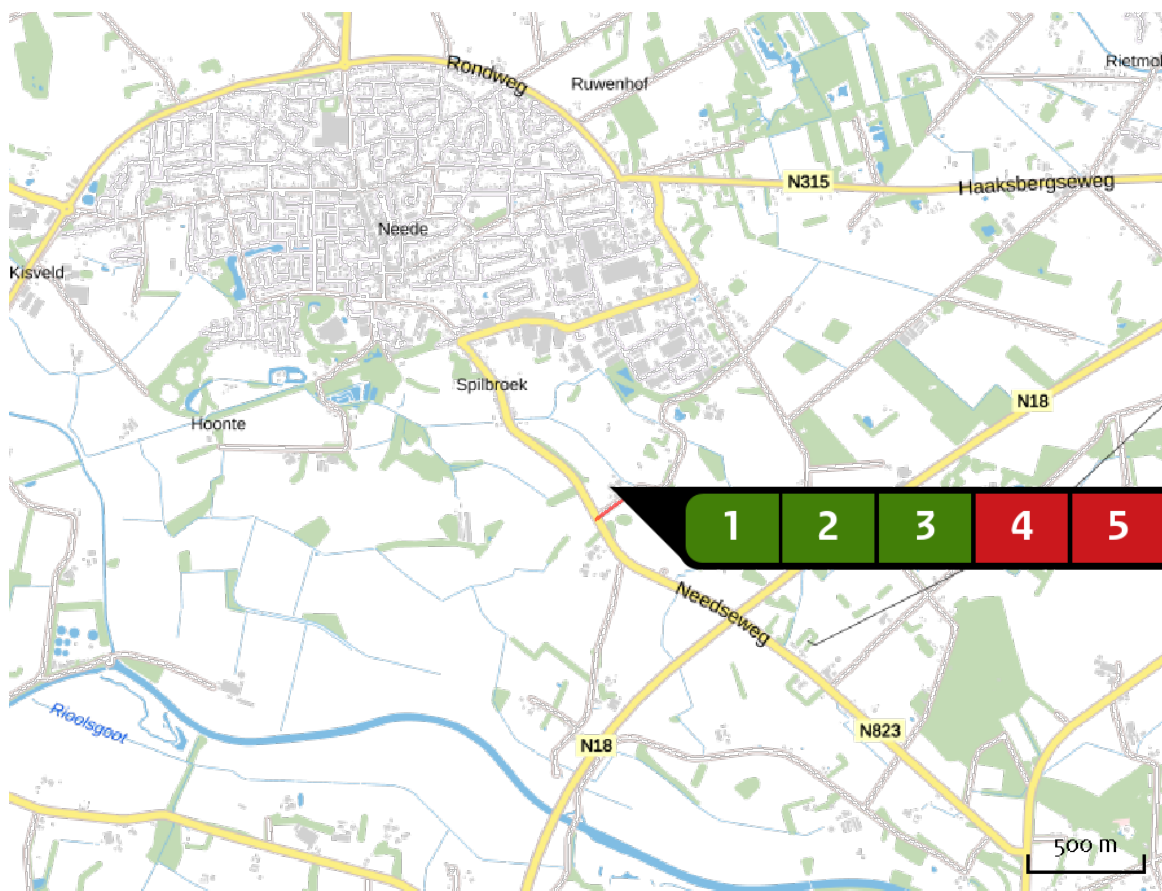 Rondweg
Rietmol
Ruwenhof
N315
Haaksbergseweg
Neede
Kisveld
Spilbroek
N18
Hoonte
1 2 3 4 5
Needseweg
Rioolsgoot
N18
N823
500 m